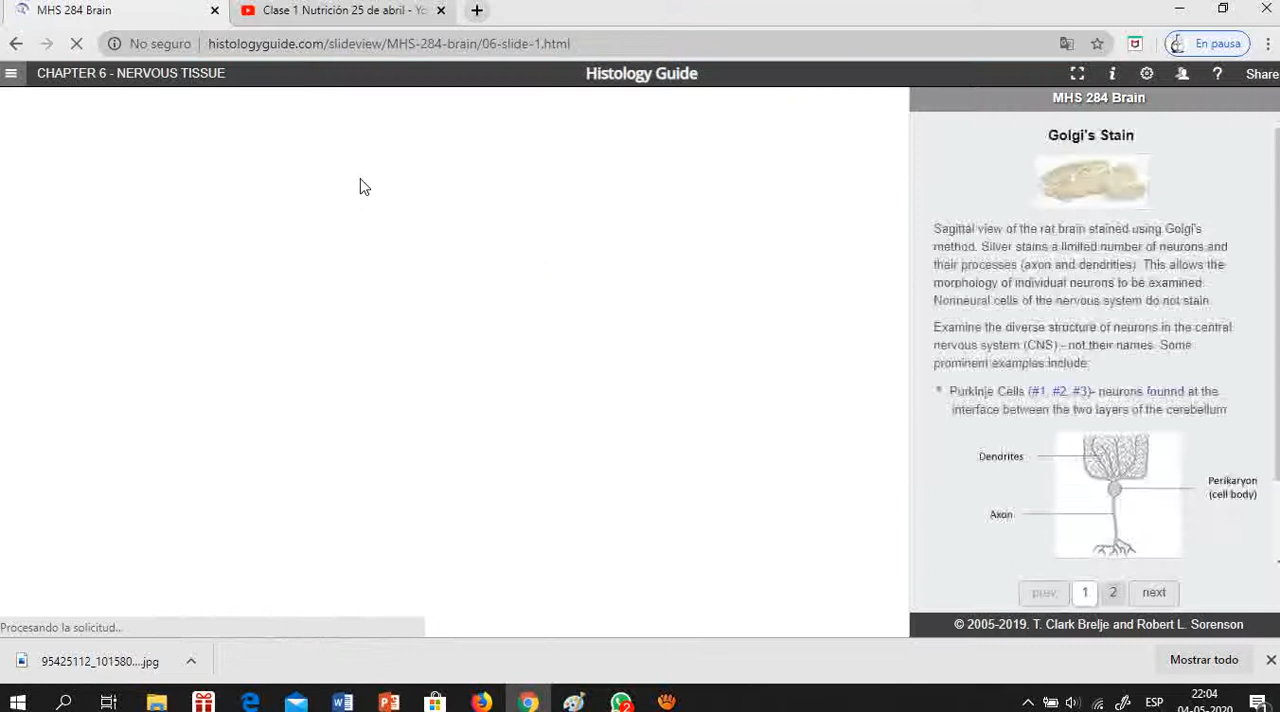 MHS 284 Brain
Clase 1 Nutrición 25 de abril - Yo
No seguro
histologyguide.com/slideview/MHS-284-brain/06-slide-1.html
En pausa
CHAPTER 6 - NERVOUS TISSUE
Histology Guide
Share
MHS 284 Brain
Golgi's Stain
Sagittal view of the rat brain stained using Golgi's
method. Silver stains a limited number of neurons and
their processes (axon and dendrities). This allows the
morphology of individual neurons to be examined.
Nonneural cells of the nervous system do not stain.
Examine the diverse structure of neurons in the central
nervous system (CNS) - not their names. Some
prominent examples include:
Purkinje Cells (#1, #2, #3)- neurons founnd at the
interface between the two layers of the cerebellum
Dendrites
Perikaryon
(cell body)
Axon
prev 1 2 next
Procesando la solicitud...
© 2005-2019. T. Clark Brelje and Robert L. Sorenson
95425112_101580....jpg
Mostrar todo
2
ESP
22:04
04-05-2020